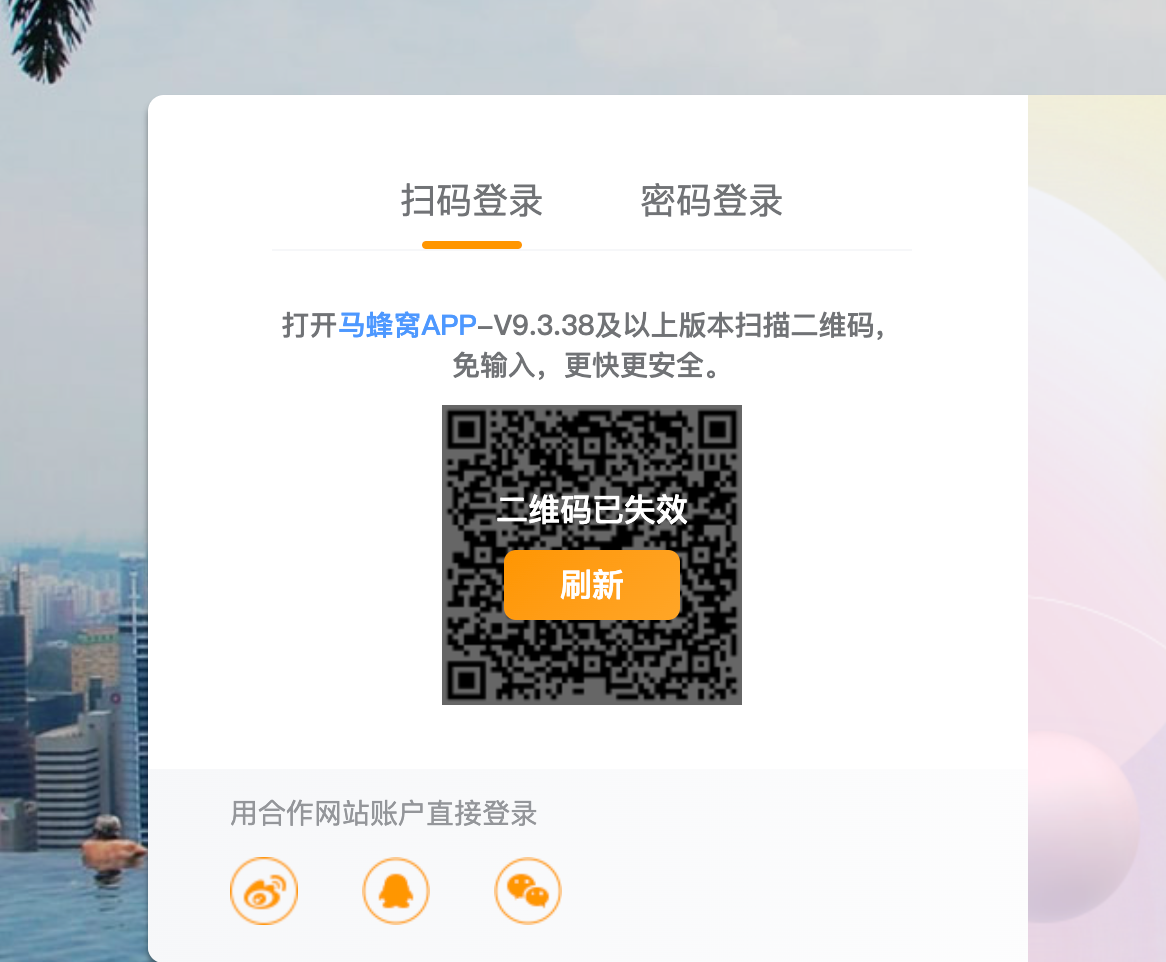 扫码登录
密码登录
打开马蜂窝APP-V9.3.38及以上版本扫描二维码,
免输入，更快更安全。
二维码已失效
刷新
用合作网站账户直接登录